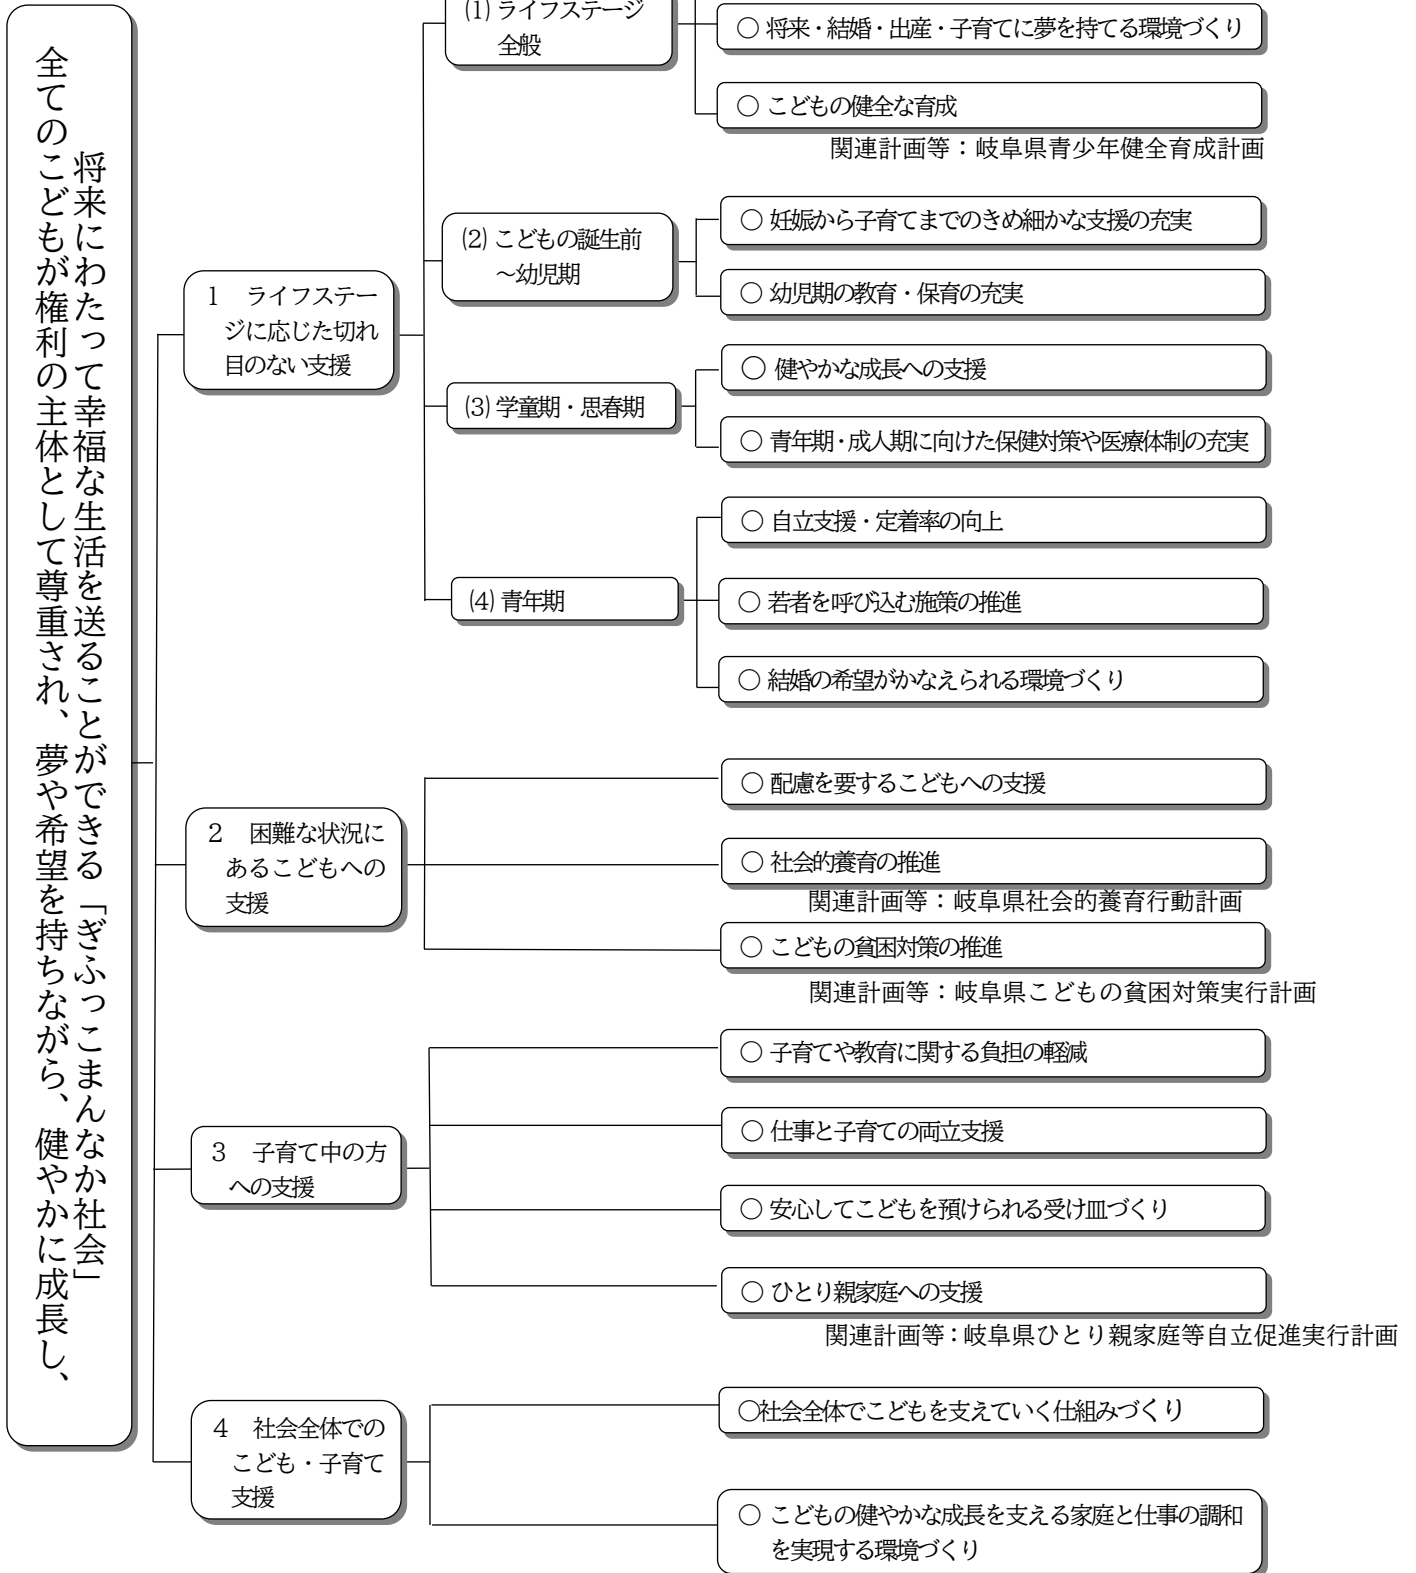 全てのこどもが権利の主体として尊重され、夢や希望を持ちながら、健やかに成長し、
将来にわたって幸福な生活を送ることができる「ぎふっこまんなか社会」
1 ライフステー
ジに応じた切れ
目のない支援
(1) ライフステージ
全般
○ 将来・結婚・出産・子育てに夢を持てる環境づくり
○ こどもの健全な育成
関連計画等：岐阜県青少年健全育成計画
(2) こどもの誕生前
～幼児期
○ 妊娠から子育てまでのきめ細かな支援の充実
○ 幼児期の教育・保育の充実
(3) 学童期・思春期
○ 健やかな成長への支援
○ 青年期・成人期に向けた保健対策や医療体制の充実
(4) 青年期
○ 自立支援・定着率の向上
○ 若者を呼び込む施策の推進
○ 結婚の希望がかなえられる環境づくり
2 困難な状況に
あるこどもへの
支援
○ 配慮を要するこどもへの支援
○ 社会的養育の推進
関連計画等：岐阜県社会的養育行動計画
○ こどもの貧困対策の推進
関連計画等：岐阜県こどもの貧困対策実行計画
3 子育て中の方
への支援
○ 子育てや教育に関する負担の軽減
○ 仕事と子育ての両立支援
○ 安心してこどもを預けられる受け皿づくり
○ ひとり親家庭への支援
関連計画等：岐阜県ひとり親家庭等自立促進実行計画
4 社会全体での
こども・子育て
支援
○社会全体でこどもを支えていく仕組みづくり
○ こどもの健やかな成長を支える家庭と仕事の調和
を実現する環境づくり